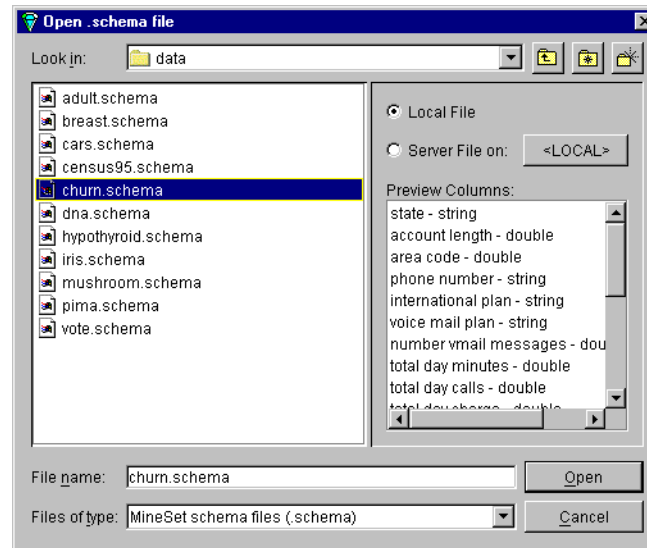 Open .schema file
Look in: data
adult.schema
breast.schema
cars.schema
census95.schema
churn.schema
dna.schema
hypothyroid.schema
iris.schema
mushroom.schema
pima.schema
vote.schema
Local File
Server File on: <LOCAL>
Preview Columns:
state - string
account length - double
area code - double
phone number - string
international plan - string
voice mail plan - string
number vmail messages - dou
total day minutes - double
total day calls - double
total day charge - double
File name: churn.schema
Open
Files of type: MineSet schema files (.schema)
Cancel